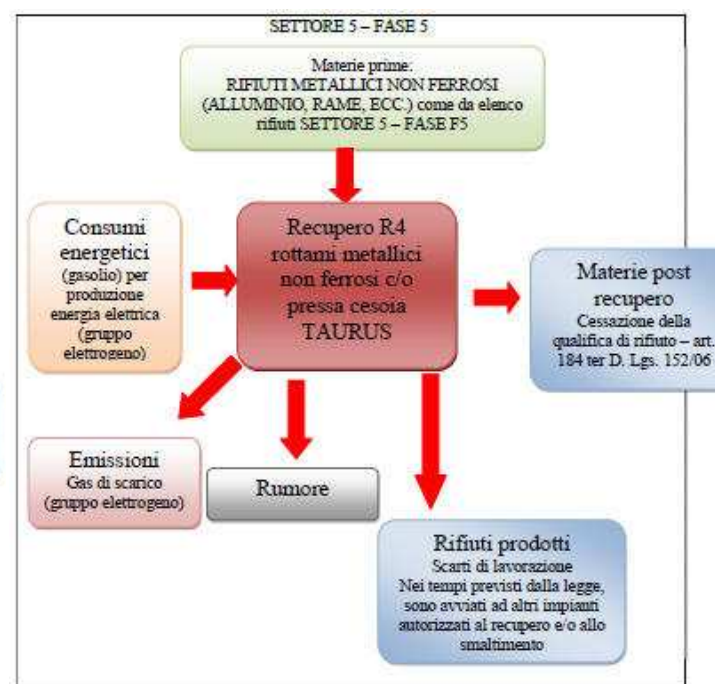 SETTORE 5 – FASE 5
Materie prime:
RIFIUTI METALLICI NON FERROSI
(ALLUMINIO, RAME, ECC.) come da elenco
rifiuti SETTORE 5 – FASE F5
Consumi
energetici
(gasolio) per
produzione
energia elettrica
(gruppo
elettrogeno)
Recupero R4
rottami metallici
non ferrosi c/o
pressa cesoia
TAURUS
Materie post
recupero
Cessazione della
qualifica di rifiuto – art.
184 ter D. Lgs. 152/06
Emissioni
Gas di scarico
(gruppo elettrogeno)
Rumore
Rifiuti prodotti
Scarti di lavorazione
Nei tempi previsti dalla legge,
sono avviati ad altri impianti
autorizzati al recupero e/o allo
smaltimento